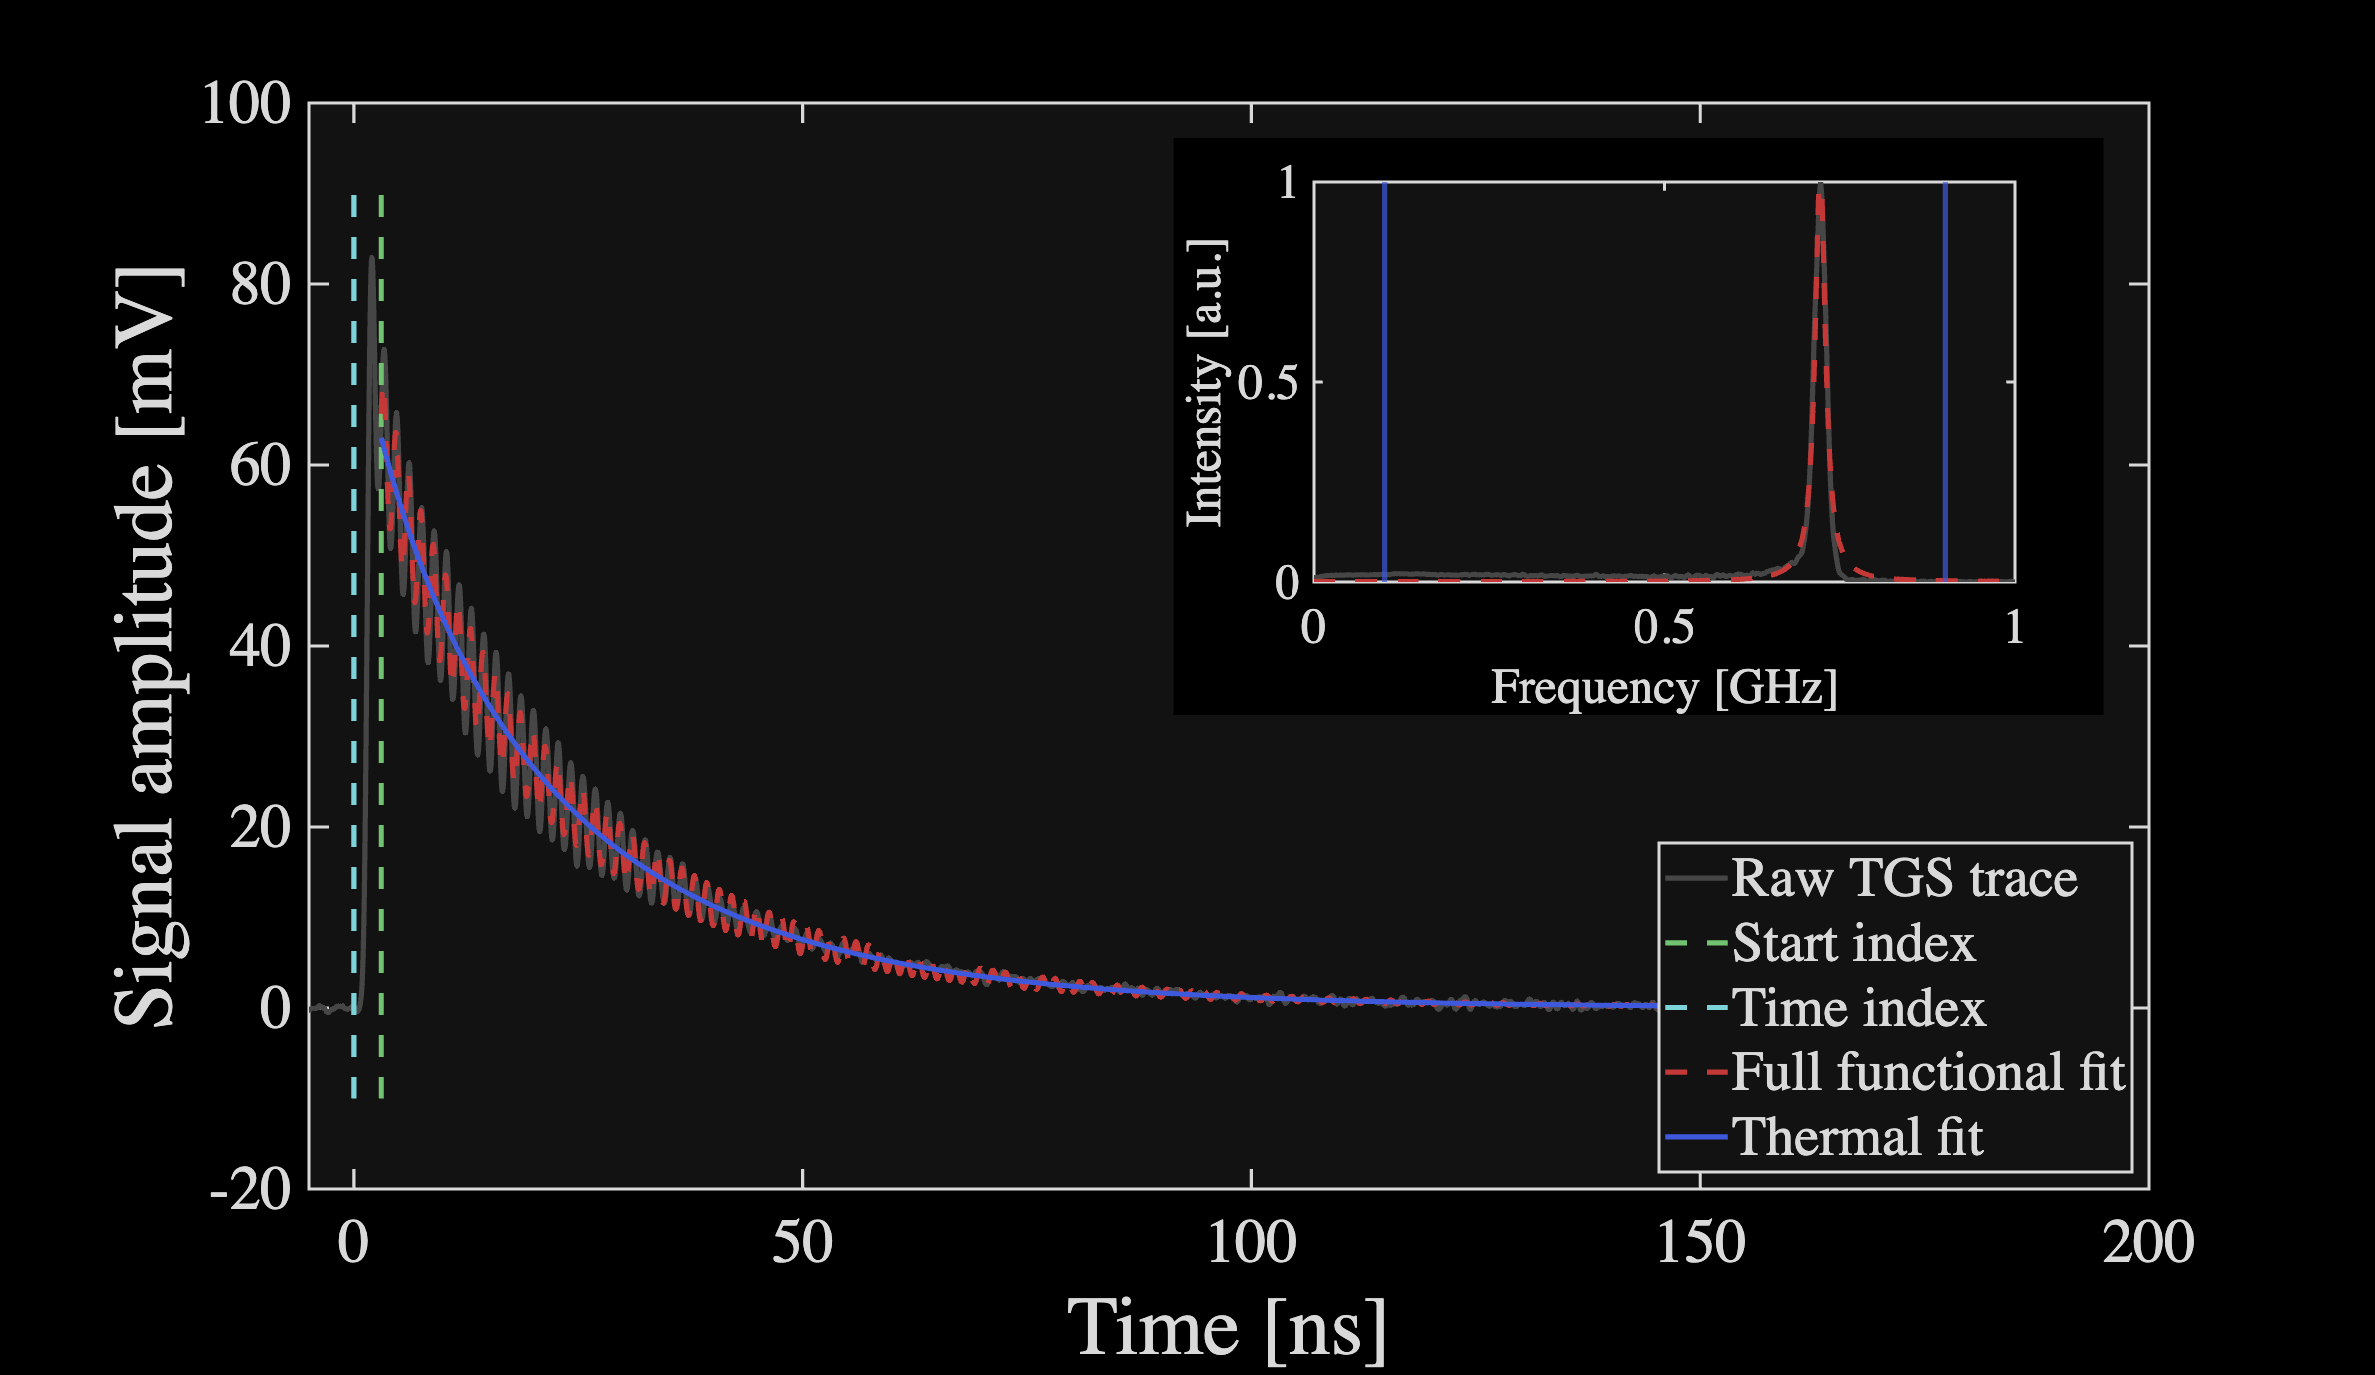 100
80
60
40
20
0
-20
Signal amplitude [mV]
0
50
100
150
200
Time [ns]
1
0.5
0
Intensity [a.u.]
0
0.5
1
Frequency [GHz]
Raw TGS trace
Start index
Time index
Full functional fit
Thermal fit